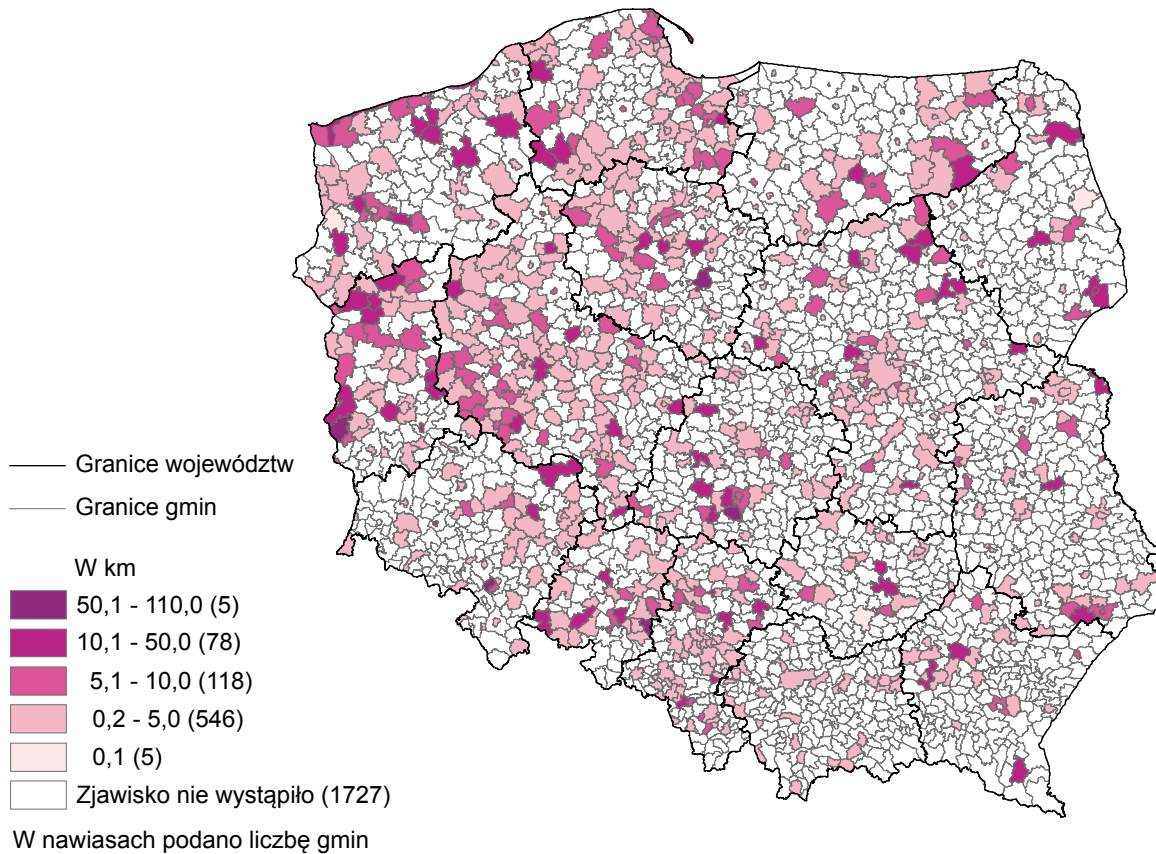 Granice województw
Granice gmin
W km
50,1 - 110,0 (5)
10,1 - 50,0 (78)
5,1 - 10,0 (118)
0,2 - 5,0 (546)
0,1 (5)
Zjawisko nie wystąpiło (1727)
W nawiasach podano liczbę gmin